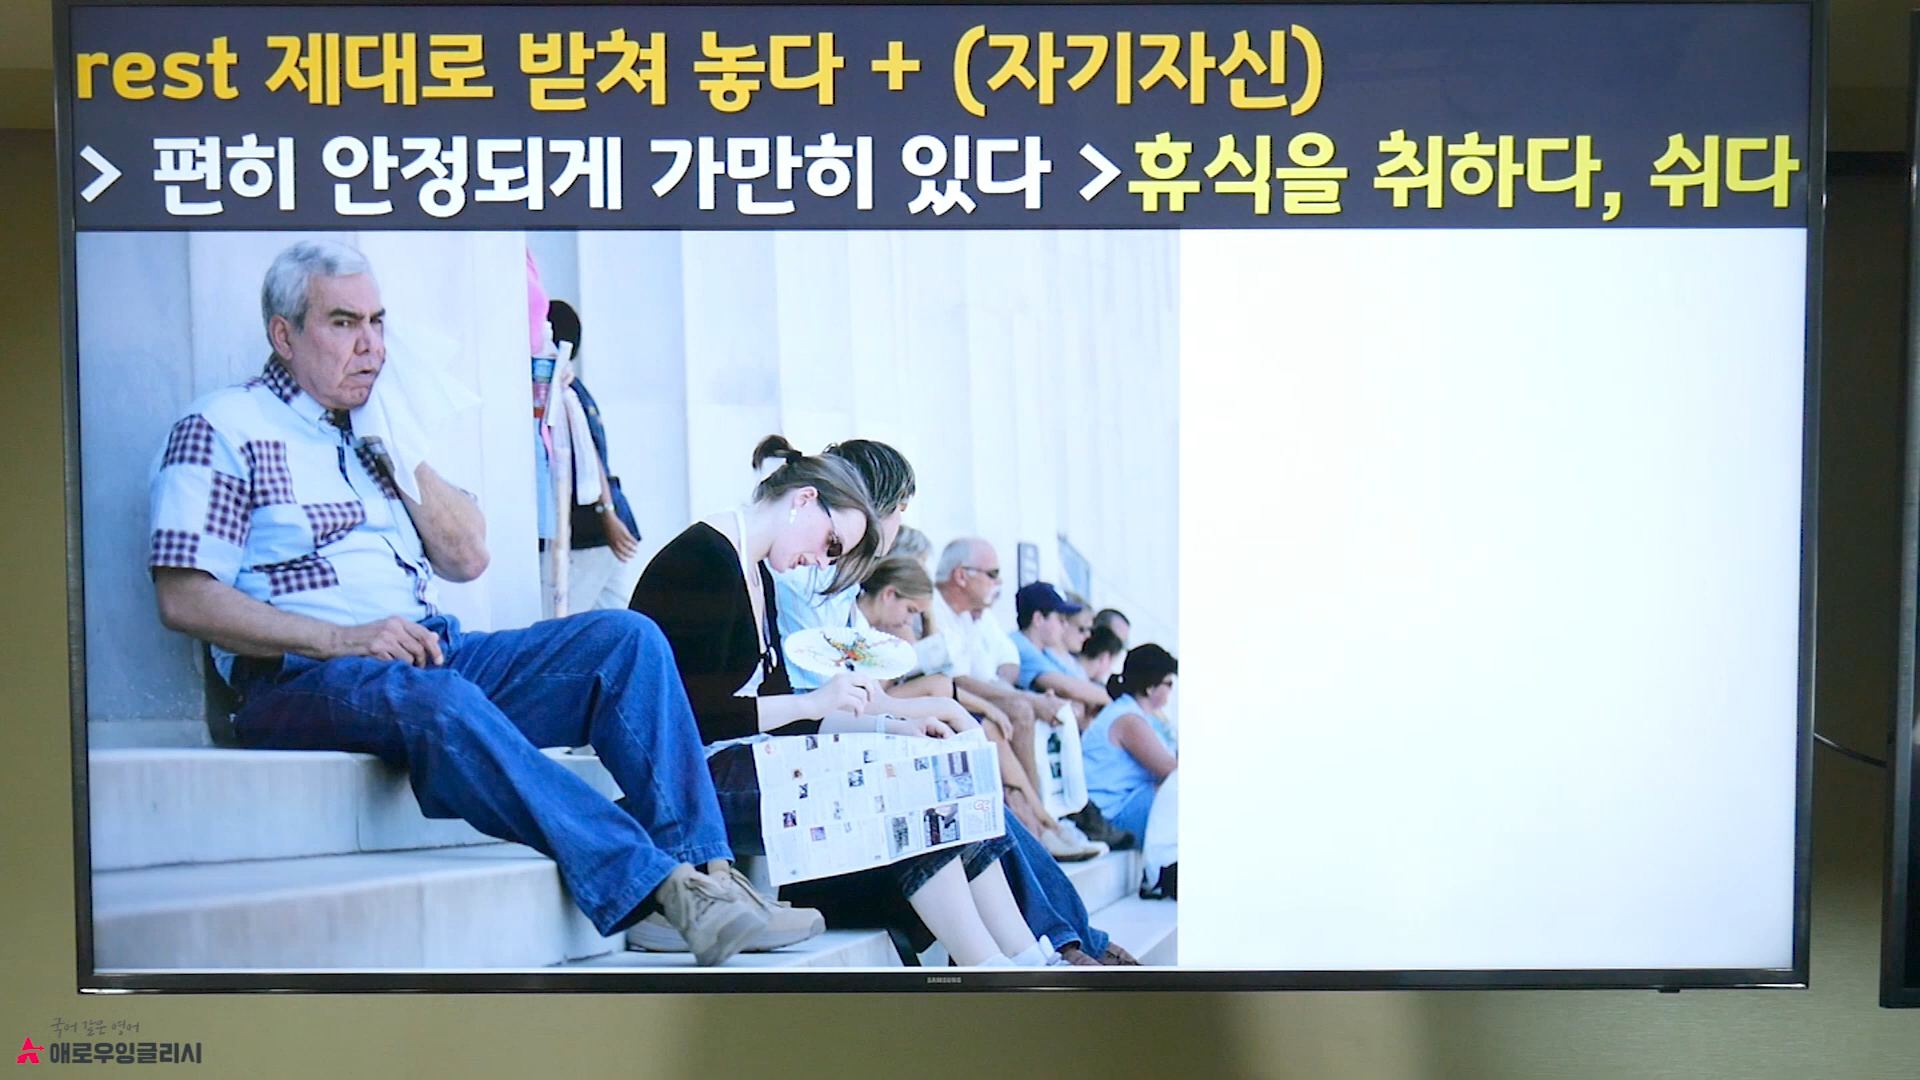 rest 제대로 받쳐 놓다 + (자기자신)
> 편히 안정되게 가만히 있다 >휴식을 취하다, 쉬다
SAMSUNG
국어 같은 영어
애로우잉글리시